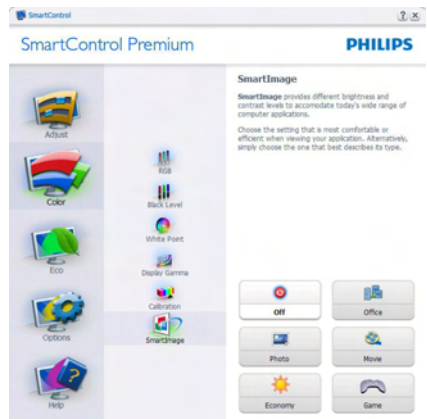 SmartControl
SmartControl Premium
PHILIPS
Adjust
Color
Eco
Options
Help
RGB
Black Level
White Point
Display Gamma
Calibration
SmartImage
SmartImage
SmartImage provides different brightness and
contrast levels to accomodate today's wide range of
computer applications.
Choose the setting that is most comfortable or
efficient when viewing your application. Alternatively,
simply choose the one that best describes its type.
Off
Office
Photo
Movie
Economy
Game